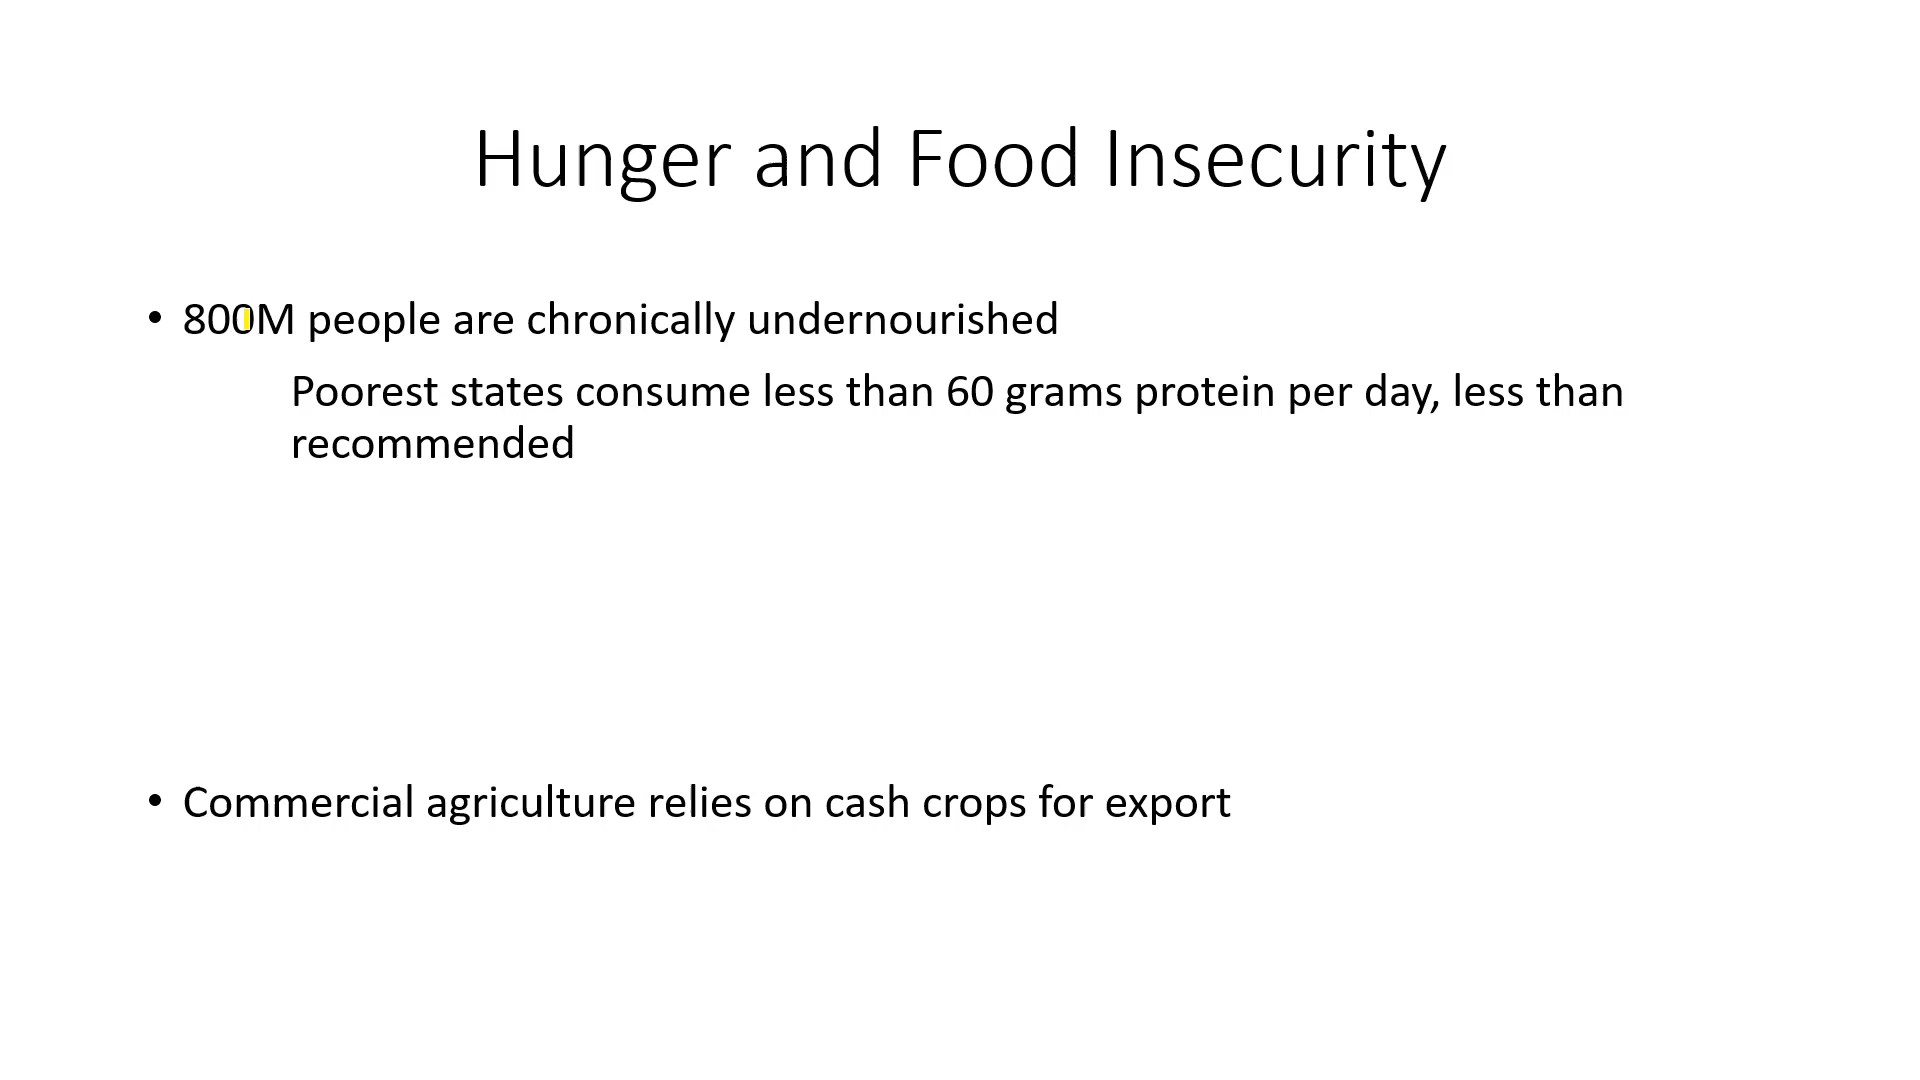 Hunger and Food Insecurity
• 800M people are chronically undernourished
Poorest states consume less than 60 grams protein per day, less than
recommended
• Commercial agriculture relies on cash crops for export